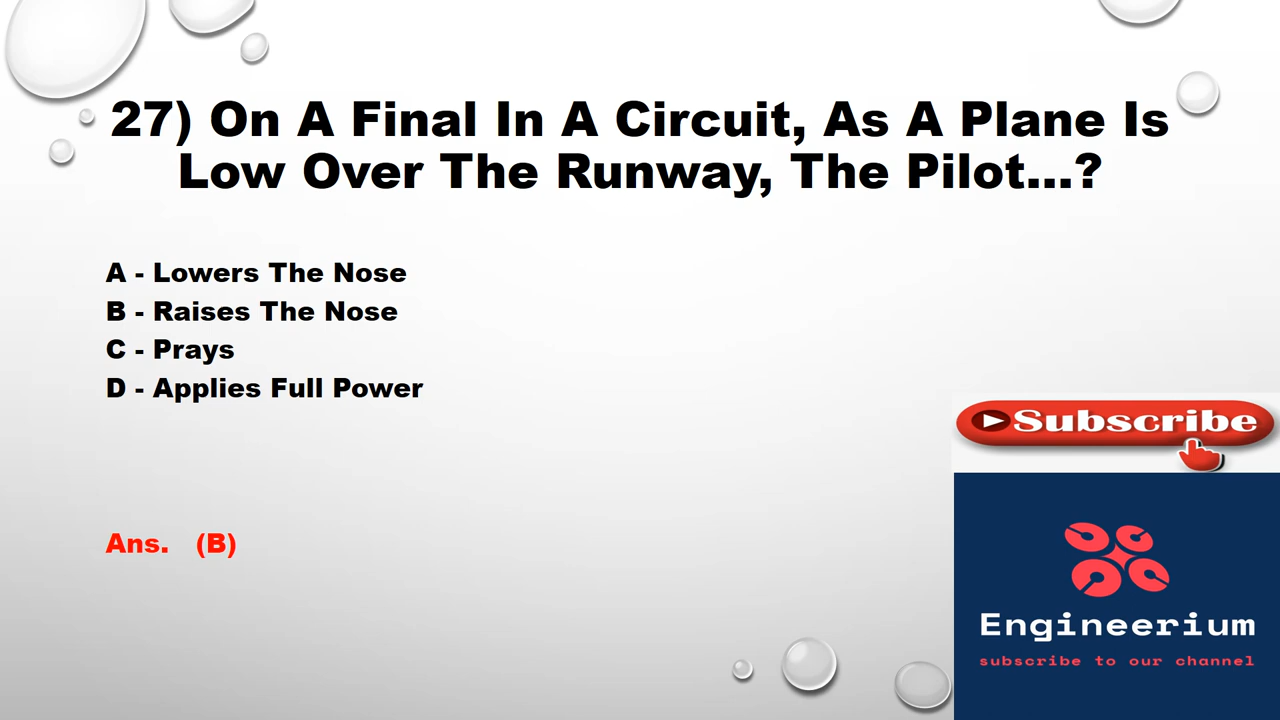 27) On A Final In A Circuit, As A Plane Is
Low Over The Runway, The Pilot...?
A - Lowers The Nose
B - Raises The Nose
C - Prays
D - Applies Full Power
Subscribe
Ans. (B)
Engineerium
subscribe to our channel